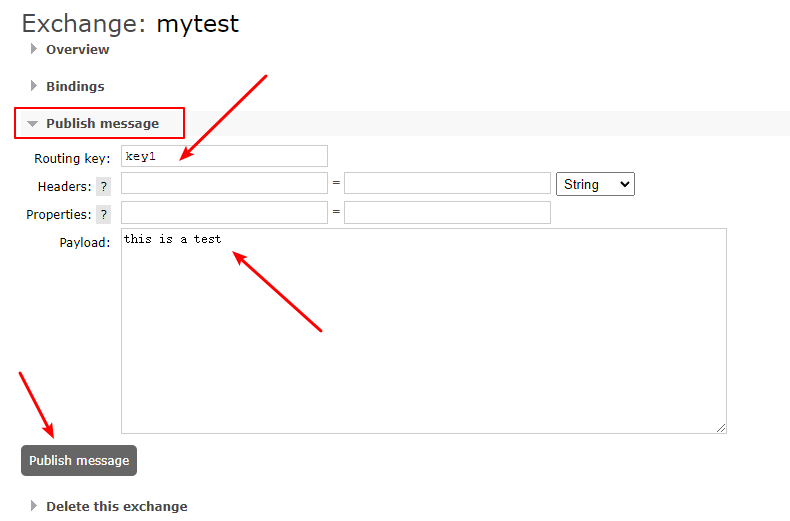 Exchange: mytest
Overview
Bindings
Publish message
Routing key: key1
Headers: ? = String
Properties: ? =
Payload: this is a test
Publish message
Delete this exchange